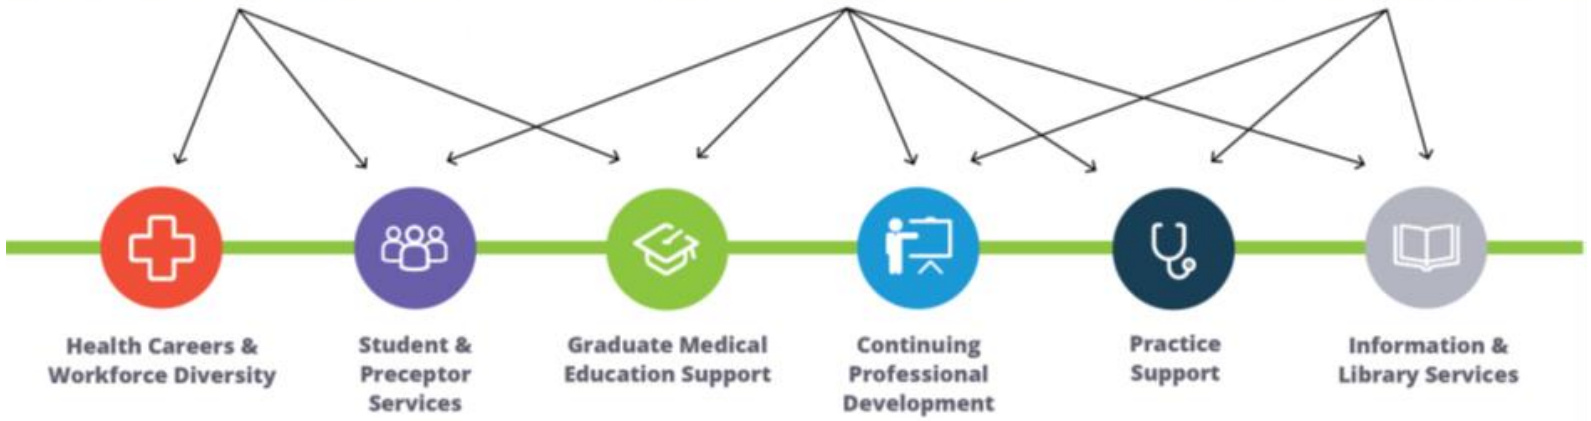 Health Careers &
Workforce Diversity
Student &
Preceptor
Services
Graduate Medical
Education Support
Continuing
Professional
Development
Practice
Support
Information &
Library Services